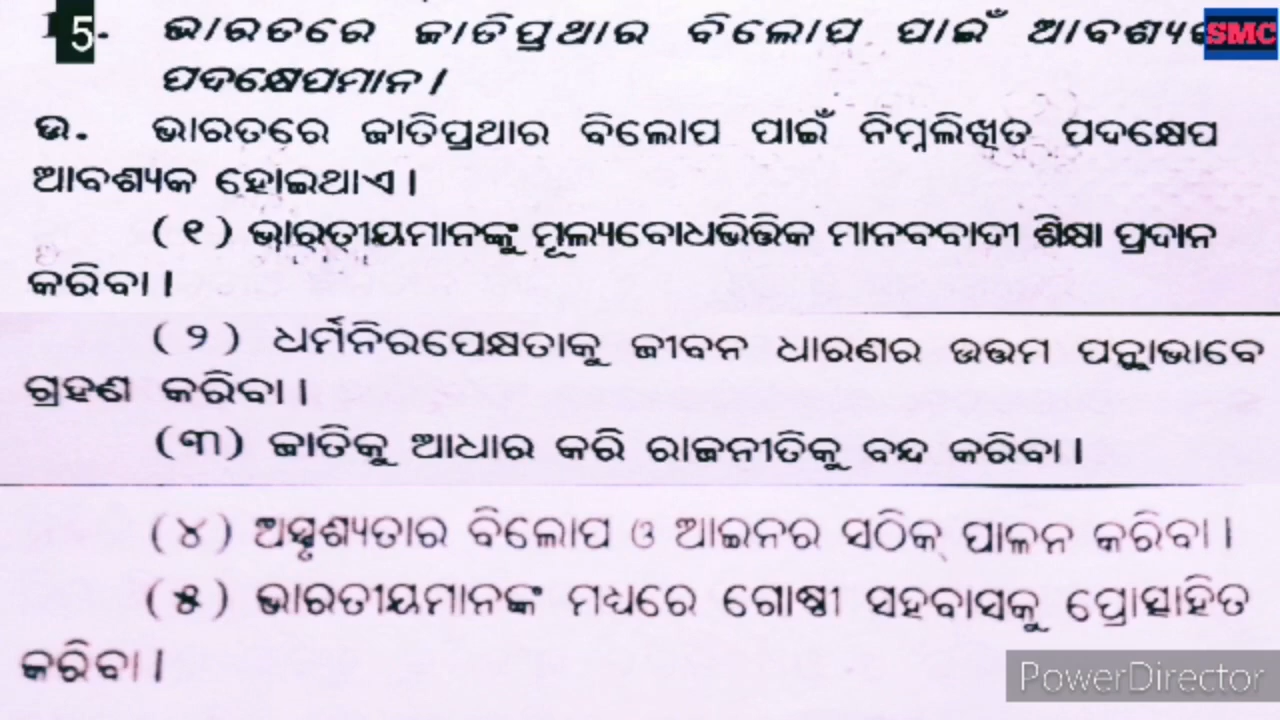 5. ଭାରତରେ ଜାତିପ୍ରଥାର ବିଲୋପ ପାଇଁ ଆବଶ୍ୟକ SMC
ପଦକ୍ଷେପମାନ।
ଉ. ଭାରତରେ ଜାତିପ୍ରଥାର ବିଲୋପ ପାଇଁ ନିମ୍ନଲିଖିତ ପଦକ୍ଷେପ
ଆବଶ୍ୟକ ହୋଇଥାଏ।
(୧) ଭାରତୀୟମାନଙ୍କୁ ମୂଲ୍ୟବୋଧଭିତ୍ତିକ ମାନବବାଦୀ ଶିକ୍ଷା ପ୍ରଦାନ
କରିବା।
(୨) ଧର୍ମନିରପେକ୍ଷତାକୁ ଜୀବନ ଧାରଣର ଉତ୍ତମ ପନ୍ଥାଭାବେ
ଗ୍ରହଣ କରିବା।
(୩) ଜାତିକୁ ଆଧାର କରି ରାଜନୀତିକୁ ବନ୍ଦ କରିବା।
(୪) ଅସ୍ପୃଶ୍ୟତାର ବିଲୋପ ଓ ଆଇନର ସଠିକ୍ ପାଳନ କରିବା।
(୫) ଭାରତୀୟମାନଙ୍କ ମଧ୍ୟରେ ଗୋଷ୍ଠୀ ସହବାସକୁ ପ୍ରୋତ୍ସାହିତ
କରିବା।
PowerDirector